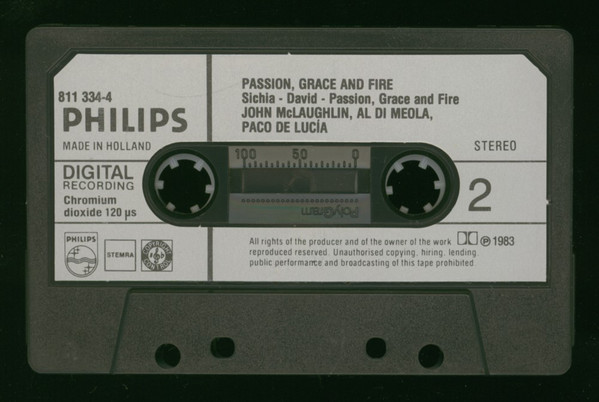 811 334-4
PHILIPS
MADE IN HOLLAND
DIGITAL
RECORDING
Chromium
dioxide 120 µs
PHILIPS
STEMRA
COPYRIGHT
CONTROL
PASSION, GRACE AND FIRE
Sichia - David - Passion, Grace and Fire
JOHN McLAUGHLIN, AL DI MEOLA,
PACO DE LUCÍA
STEREO
100 50 0
PolyGram
2
All rights of the producer and of the owner of the work
reproduced reserved. Unauthorised copying, hiring, lending
public performance and broadcasting of this tape prohibited
℗ 1983